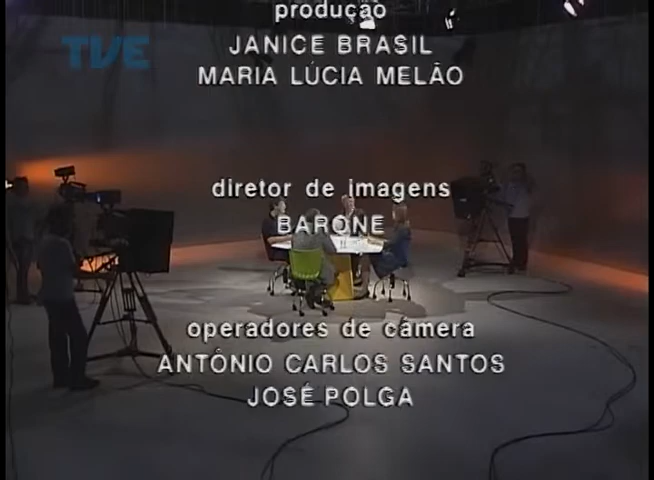 produção
TVE
JANICE BRASIL
MARIA LÚCIA MELÃO
diretor de imagens
BARONE
operadores de câmera
ANTÔNIO CARLOS SANTOS
JOSÉ POLGA